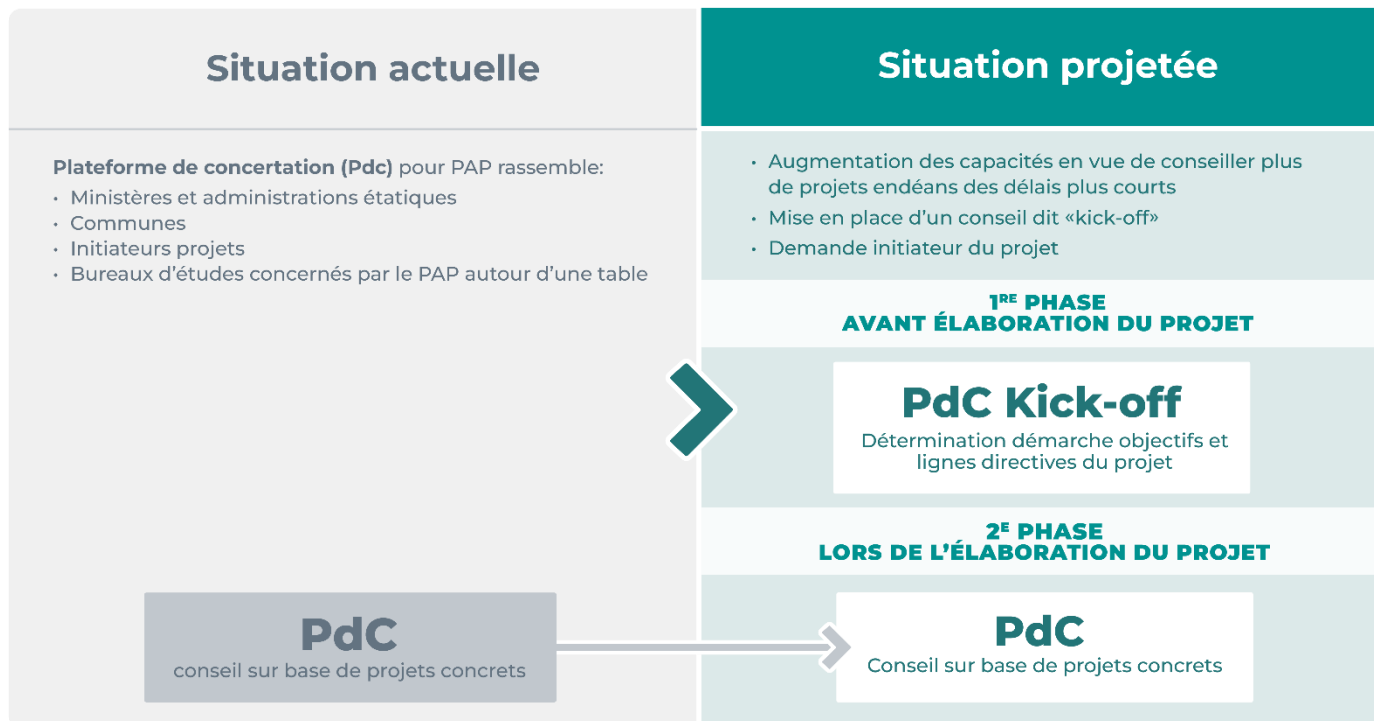 Situation actuelle
Plateforme de concertation (Pdc) pour PAP rassemble:
• Ministères et administrations étatiques
• Communes
• Initiateurs projets
• Bureaux d'études concernés par le PAP autour d'une table
PdC
conseil sur base de projets concrets
Situation projetée
• Augmentation des capacités en vue de conseiller plus
de projets endéans des délais plus courts
• Mise en place d'un conseil dit «kick-off»
• Demande initiateur du projet
1RE PHASE
AVANT ÉLABORATION DU PROJET
PdC Kick-off
Détermination démarche objectifs et
lignes directives du projet
2E PHASE
LORS DE L'ÉLABORATION DU PROJET
PdC
Conseil sur base de projets concrets